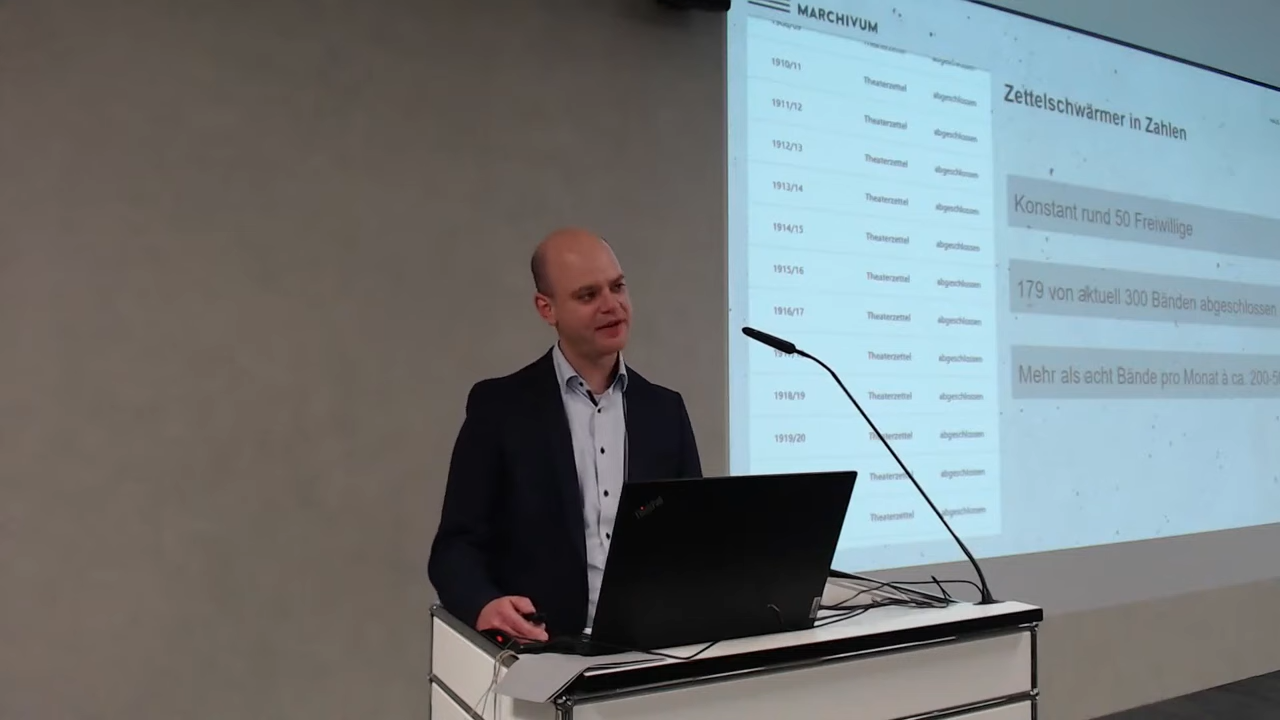 MARCHIVUM
abgeschlossen
1910/11 Theaterzettel abgeschlossen
1911/12 Theaterzettel abgeschlossen
1912/13 Theaterzettel abgeschlossen
1913/14 Theaterzettel abgeschlossen
1914/15 Theaterzettel abgeschlossen
1915/16 Theaterzettel abgeschlossen
1916/17 Theaterzettel abgeschlossen
Theaterzettel abgeschlossen
1918/19 Theaterzettel abgeschlossen
1919/20 Theaterzettel abgeschlossen
Theaterzettel abgeschlossen
Theaterzettel abgeschlossen
Zettelschwärmer in Zahlen
Konstant rund 50 Freiwillige
179 von aktuell 300 Bänden abgeschlossen
Mehr als acht Bände pro Monat à ca. 200-5
ThinkPad